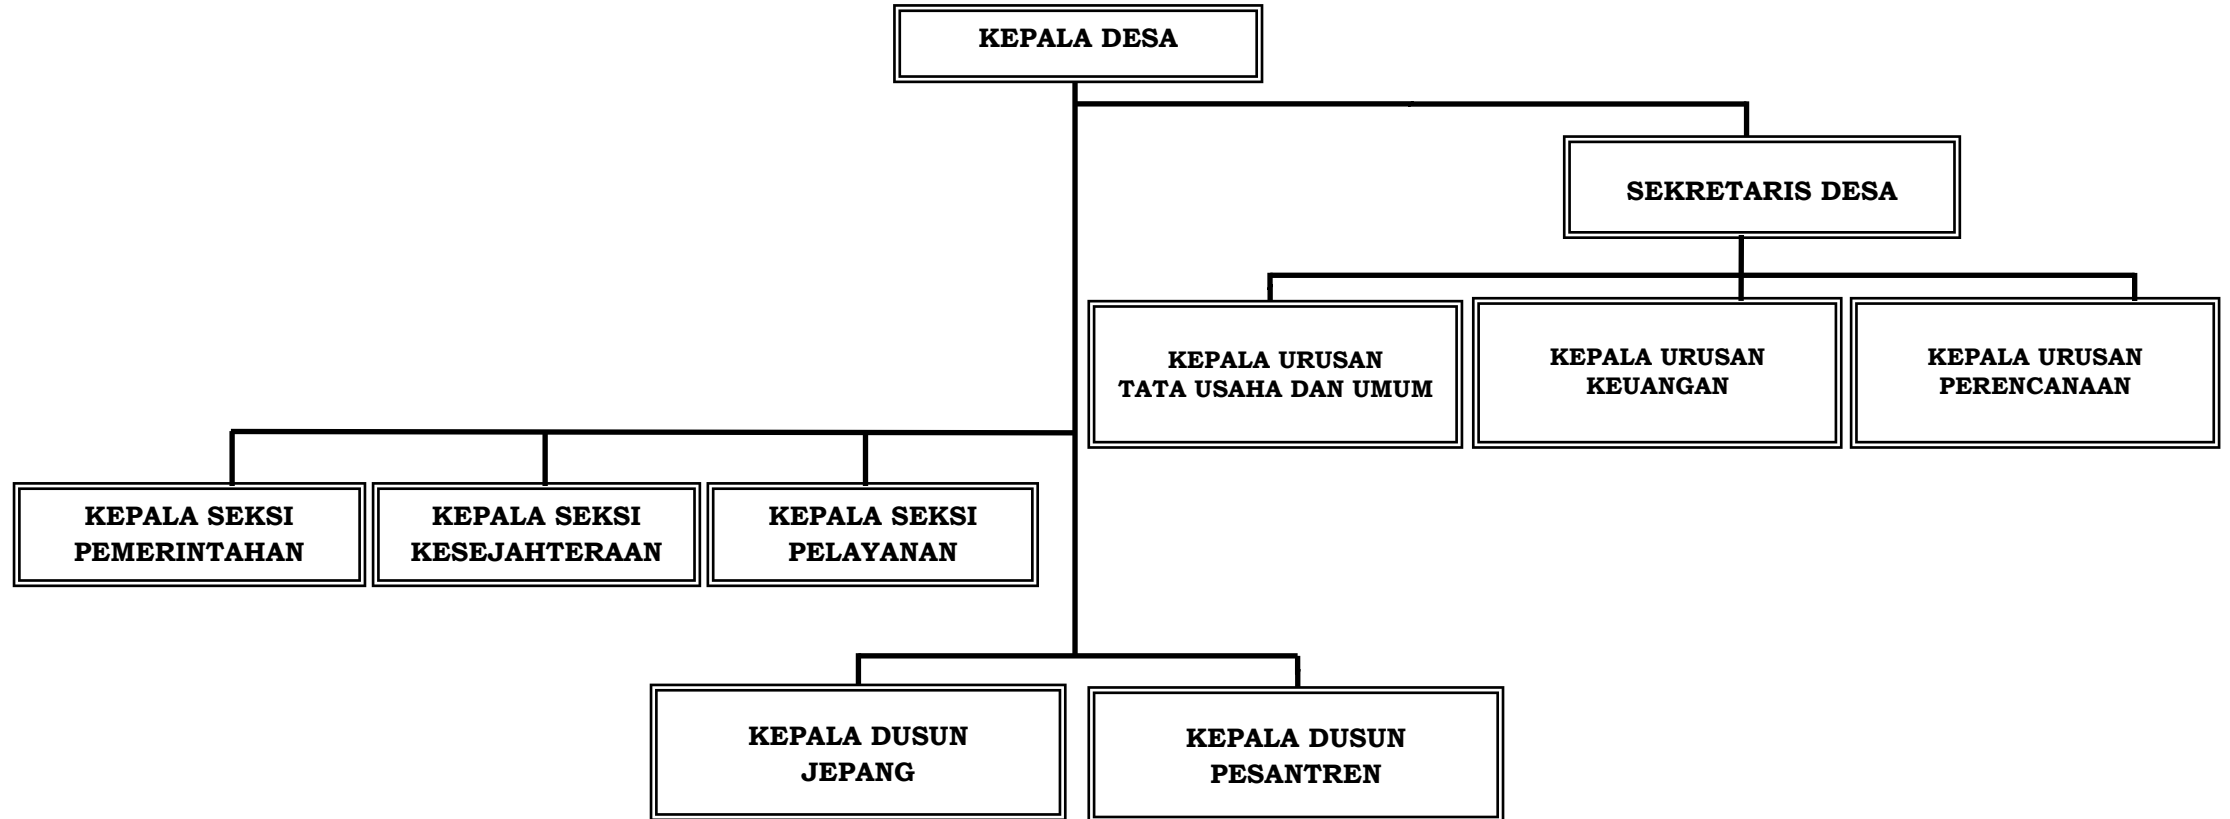 KEPALA DESA
SEKRETARIS DESA
KEPALA URUSAN
TATA USAHA DAN UMUM
KEPALA URUSAN
KEUANGAN
KEPALA URUSAN
PERENCANAAN
KEPALA SEKSI
PEMERINTAHAN
KEPALA SEKSI
KESEJAHTERAAN
KEPALA SEKSI
PELAYANAN
KEPALA DUSUN
JEPANG
KEPALA DUSUN
PESANTREN